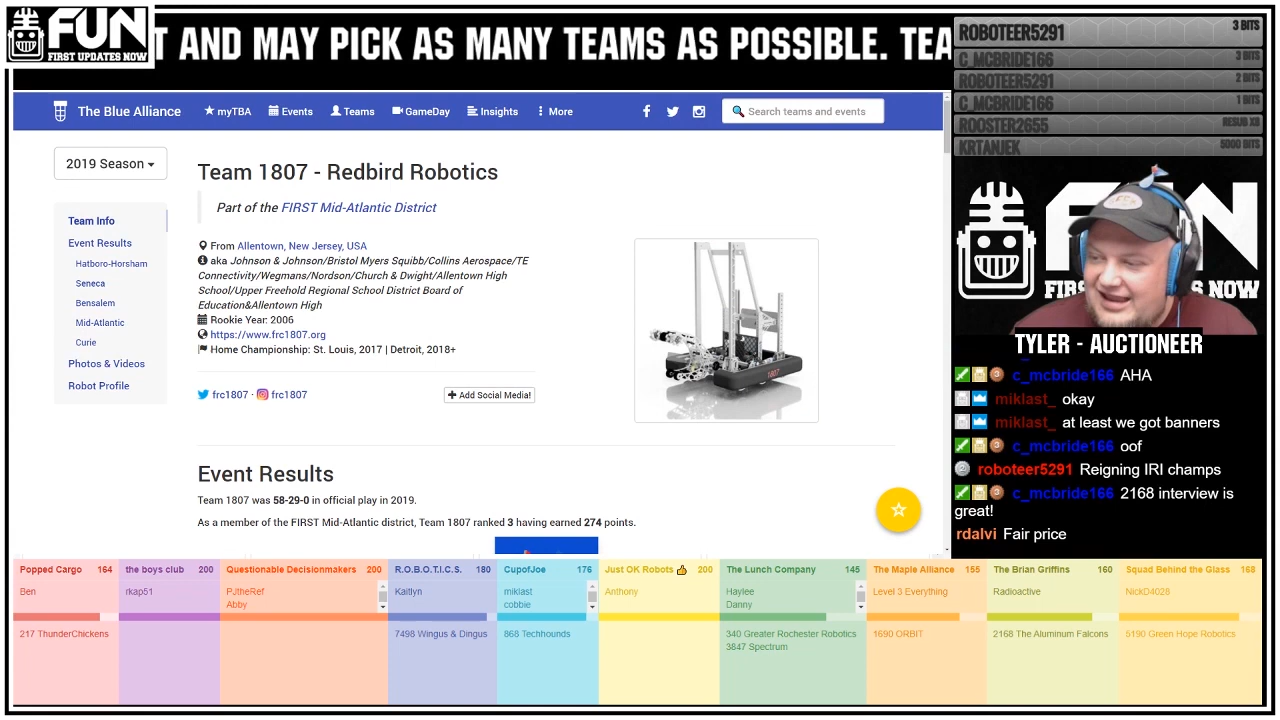 FUN
FIRST UPDATES NOW
T AND MAY PICK AS MANY TEAMS AS POSSIBLE. TEA
The Blue Alliance
myTBA
Events
Teams
GameDay
Insights
More
Search teams and events
2019 Season
Team Info
Event Results
Hatboro-Horsham
Seneca
Bensalem
Mid-Atlantic
Curie
Photos & Videos
Robot Profile
Team 1807 - Redbird Robotics
Part of the FIRST Mid-Atlantic District
From Allentown, New Jersey, USA
aka Johnson & Johnson/Bristol Myers Squibb/Collins Aerospace/TE
Connectivity/Wegmans/Nordson/Church & Dwight/Allentown High
School/Upper Freehold Regional School District Board of
Education&Allentown High
Rookie Year: 2006
https://www.frc1807.org
Home Championship: St. Louis, 2017 | Detroit, 2018+
frc1807 · frc1807
Add Social Media!
1807
Event Results
Team 1807 was 58-29-0 in official play in 2019.
As a member of the FIRST Mid-Atlantic district, Team 1807 ranked 3 having earned 274 points.
ROBOTEER5291 3 BITS
C_MCBRIDE166 3 BITS
ROBOTEER5291 2 BITS
C_MCBRIDE166 1 BITS
ROOSTER2655 RESUB X8
KRTANJEK 5000 BITS
TYLER - AUCTIONEER
c_mcbride166 AHA
miklast_ okay
miklast_ at least we got banners
c_mcbride166 oof
roboteer5291 Reigning IRI champs
c_mcbride166 2168 interview is
great!
rdalvi Fair price
Popped Cargo 164
Ben
217 ThunderChickens
the boys club 200
rkap51
Questionable Decisionmakers 200
PJtheRef
Abby
R.O.B.O.T.I.C.S. 180
Kaitlyn
7498 Wingus & Dingus
CupofJoe 176
miklast
cobbie
868 Techhounds
Just OK Robots 200
Anthony
The Lunch Company 145
Haylee
Danny
340 Greater Rochester Robotics
3847 Spectrum
The Maple Alliance 155
Level 3 Everything
1690 ORBIT
The Brian Griffins 160
Radioactive
2168 The Aluminum Falcons
Squad Behind the Glass 168
NickD4028
5190 Green Hope Robotics